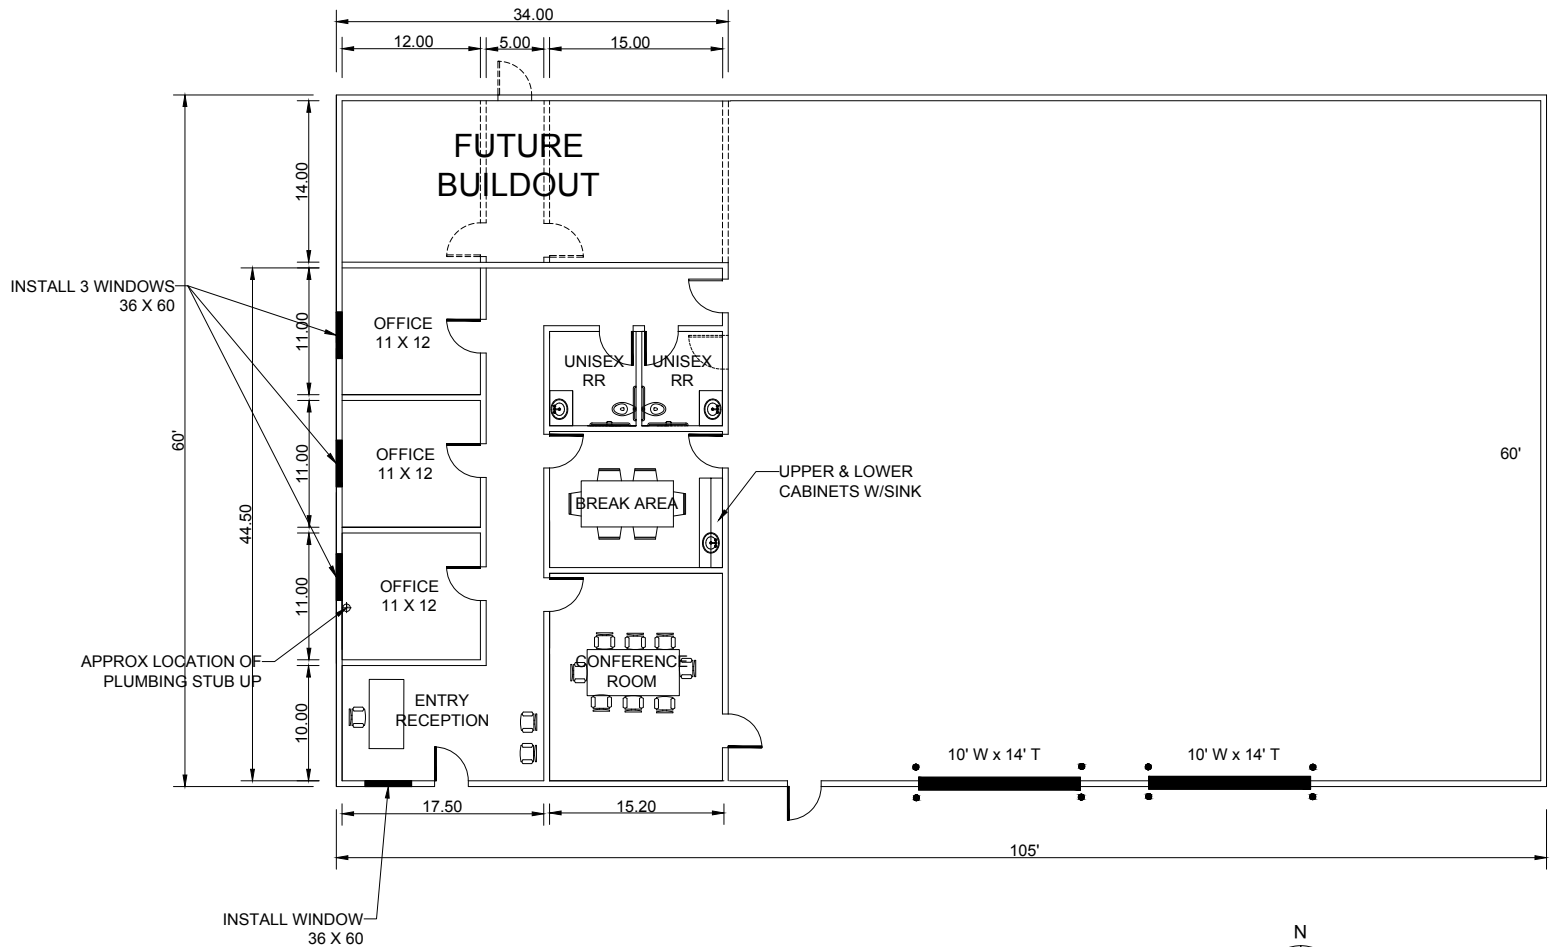 34.00
12.00
5.00
15.00
FUTURE
BUILDOUT
14.00
INSTALL 3 WINDOWS
36 X 60
OFFICE
11 X 12
11.00
UNISEX
RR
UNISEX
RR
60'
60'
OFFICE
11 X 12
11.00
UPPER & LOWER
CABINETS W/SINK
BREAK AREA
44.50
OFFICE
11 X 12
11.00
APPROX LOCATION OF
PLUMBING STUB UP
CONFERENCE
ROOM
ENTRY
RECEPTION
10.00
10' W x 14' T
10' W x 14' T
17.50
15.20
105'
INSTALL WINDOW
36 X 60
N